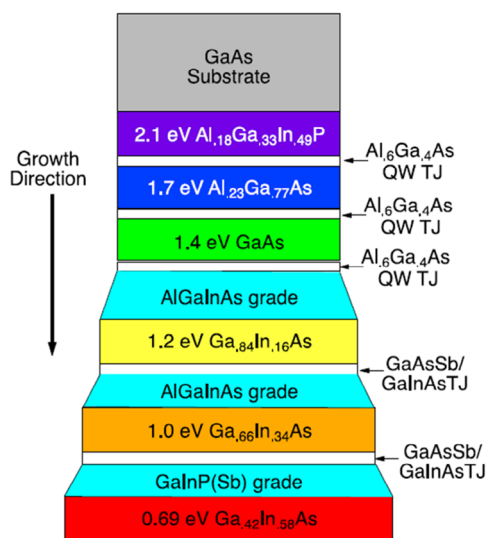 GaAs
Substrate
2.1 eV Al.18Ga.33In.49P
Al.6Ga.4As
QW TJ
Growth
Direction
1.7 eV Al.23Ga.77As
Al.6Ga.4As
QW TJ
1.4 eV GaAs
Al.6Ga.4As
QW TJ
AlGaInAs grade
1.2 eV Ga.84In.16As
GaAsSb/
GaInAsTJ
AlGaInAs grade
1.0 eV Ga.66In.34As
GaAsSb/
GaInAsTJ
GaInP(Sb) grade
0.69 eV Ga.42In.58As